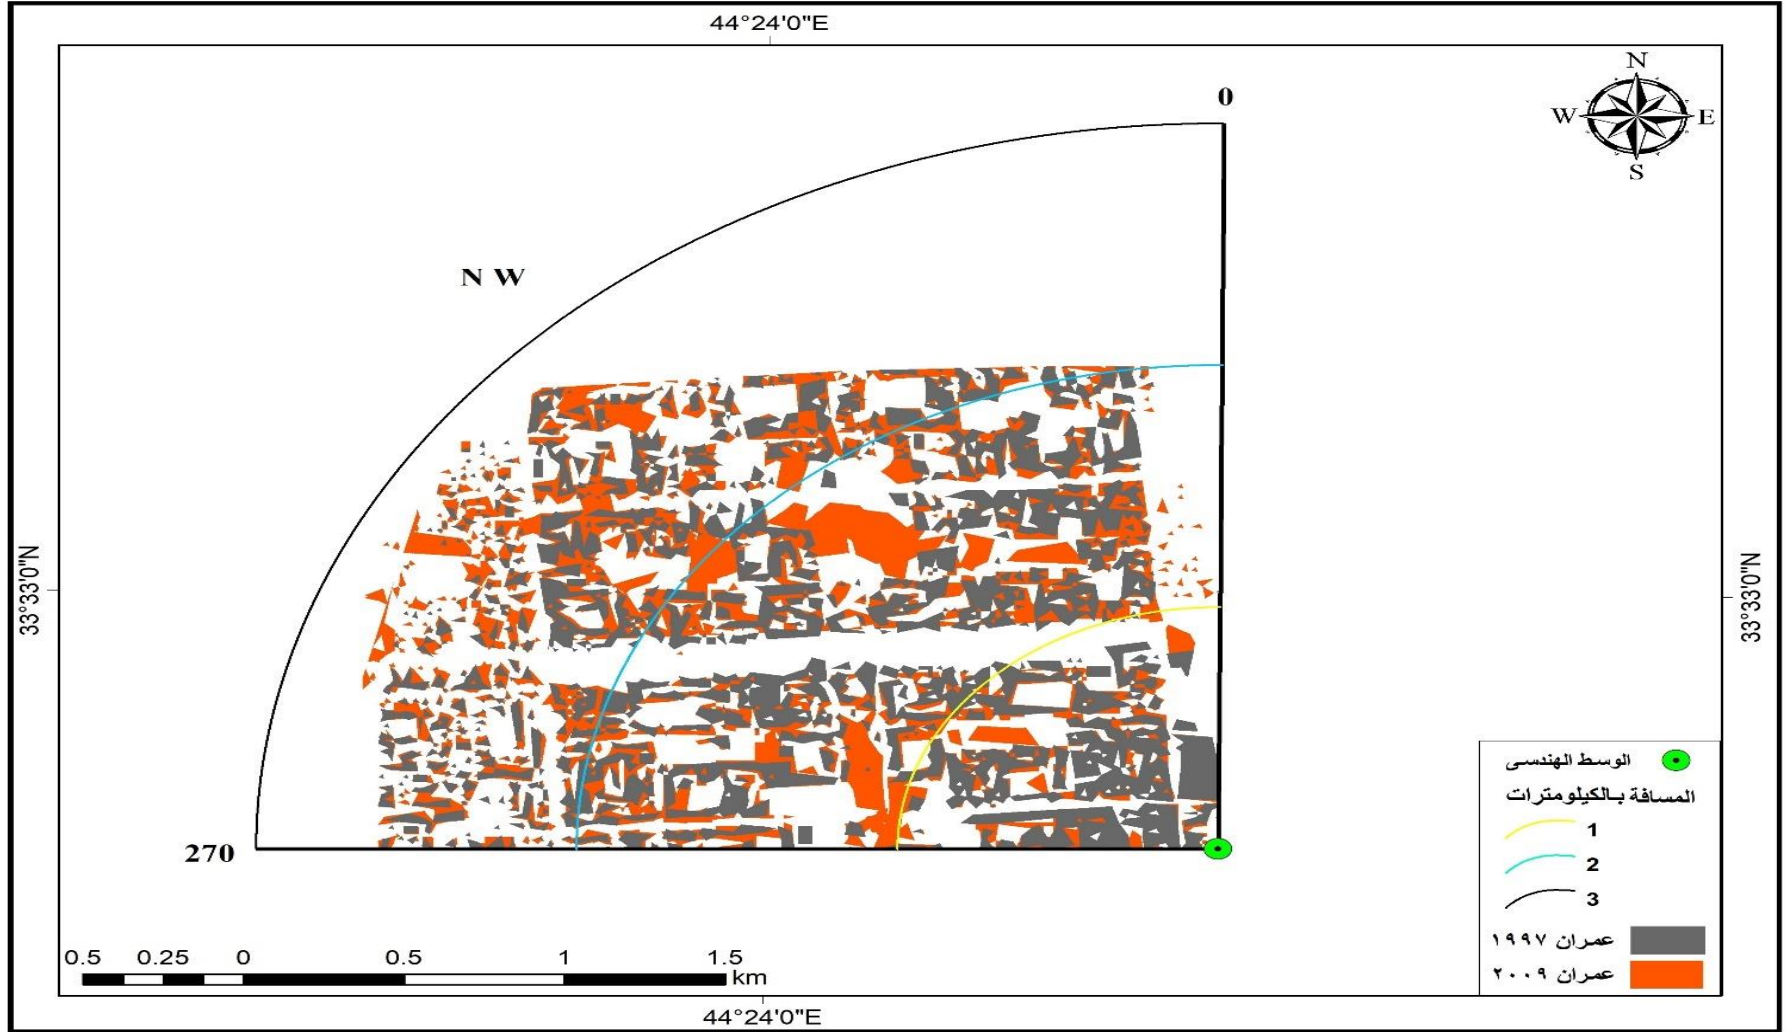 44°24'0"E
N
W
E
S
0
N W
33°33'0"N
33°33'0"N
270
الوسط الهندسي
المسافة بالكيلومترات
1
2
3
عمران ١٩٩٧
عمران ٢٠٠٩
0.5 0.25 0 0.5 1 1.5
km
44°24'0"E